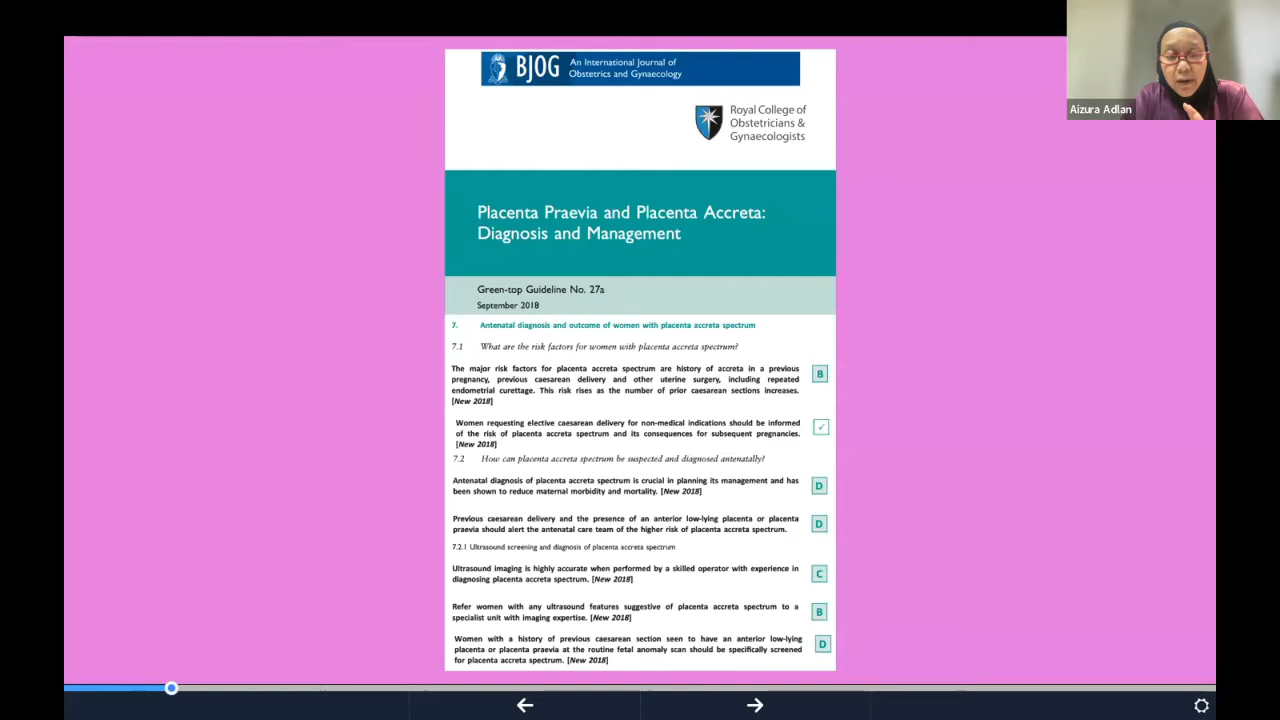 BJOG An International Journal of
Obstetrics and Gynaecology
Royal College of
Obstetricians &
Gynaecologists
Aizura Adlan
Placenta Praevia and Placenta Accreta:
Diagnosis and Management
Green-top Guideline No. 27a
September 2018
7. Antenatal diagnosis and outcome of women with placenta accreta spectrum
7.1 What are the risk factors for women with placenta accreta spectrum?
The major risk factors for placenta accreta spectrum are history of accreta in a previous
pregnancy, previous caesarean delivery and other uterine surgery, including repeated
endometrial curettage. This risk rises as the number of prior caesarean sections increases.
[New 2018]
B
Women requesting elective caesarean delivery for non-medical indications should be informed
of the risk of placenta accreta spectrum and its consequences for subsequent pregnancies.
[New 2018]
✓
7.2 How can placenta accreta spectrum be suspected and diagnosed antenatally?
Antenatal diagnosis of placenta accreta spectrum is crucial in planning its management and has
been shown to reduce maternal morbidity and mortality. [New 2018]
D
Previous caesarean delivery and the presence of an anterior low-lying placenta or placenta
praevia should alert the antenatal care team of the higher risk of placenta accreta spectrum.
D
7.2.1 Ultrasound screening and diagnosis of placenta accreta spectrum
Ultrasound imaging is highly accurate when performed by a skilled operator with experience in
diagnosing placenta accreta spectrum. [New 2018]
C
Refer women with any ultrasound features suggestive of placenta accreta spectrum to a
specialist unit with imaging expertise. [New 2018]
B
Women with a history of previous caesarean section seen to have an anterior low-lying
placenta or placenta praevia at the routine fetal anomaly scan should be specifically screened
for placenta accreta spectrum. [New 2018]
D